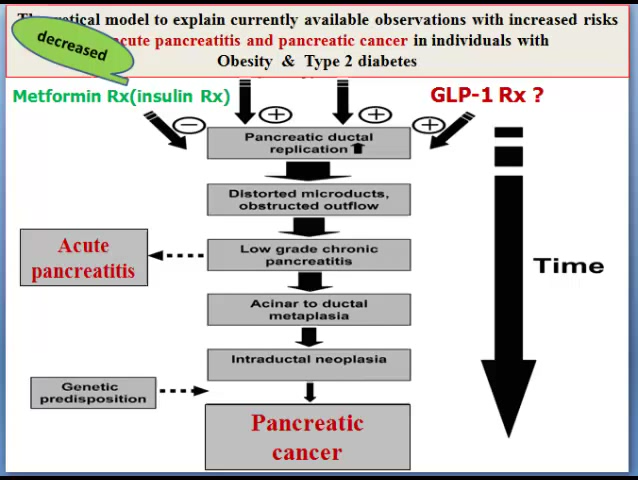 retical model to explain currently available observations with increased risks
decreased
acute pancreatitis and pancreatic cancer in individuals with
Obesity & Type 2 diabetes
Metformin Rx(insulin Rx)
GLP-1 Rx ?
Pancreatic ductal
replication
Distorted microducts,
obstructed outflow
Acute
pancreatitis
Low grade chronic
pancreatitis
Time
Acinar to ductal
metaplasia
Intraductal neoplasia
Genetic
predisposition
Pancreatic
cancer